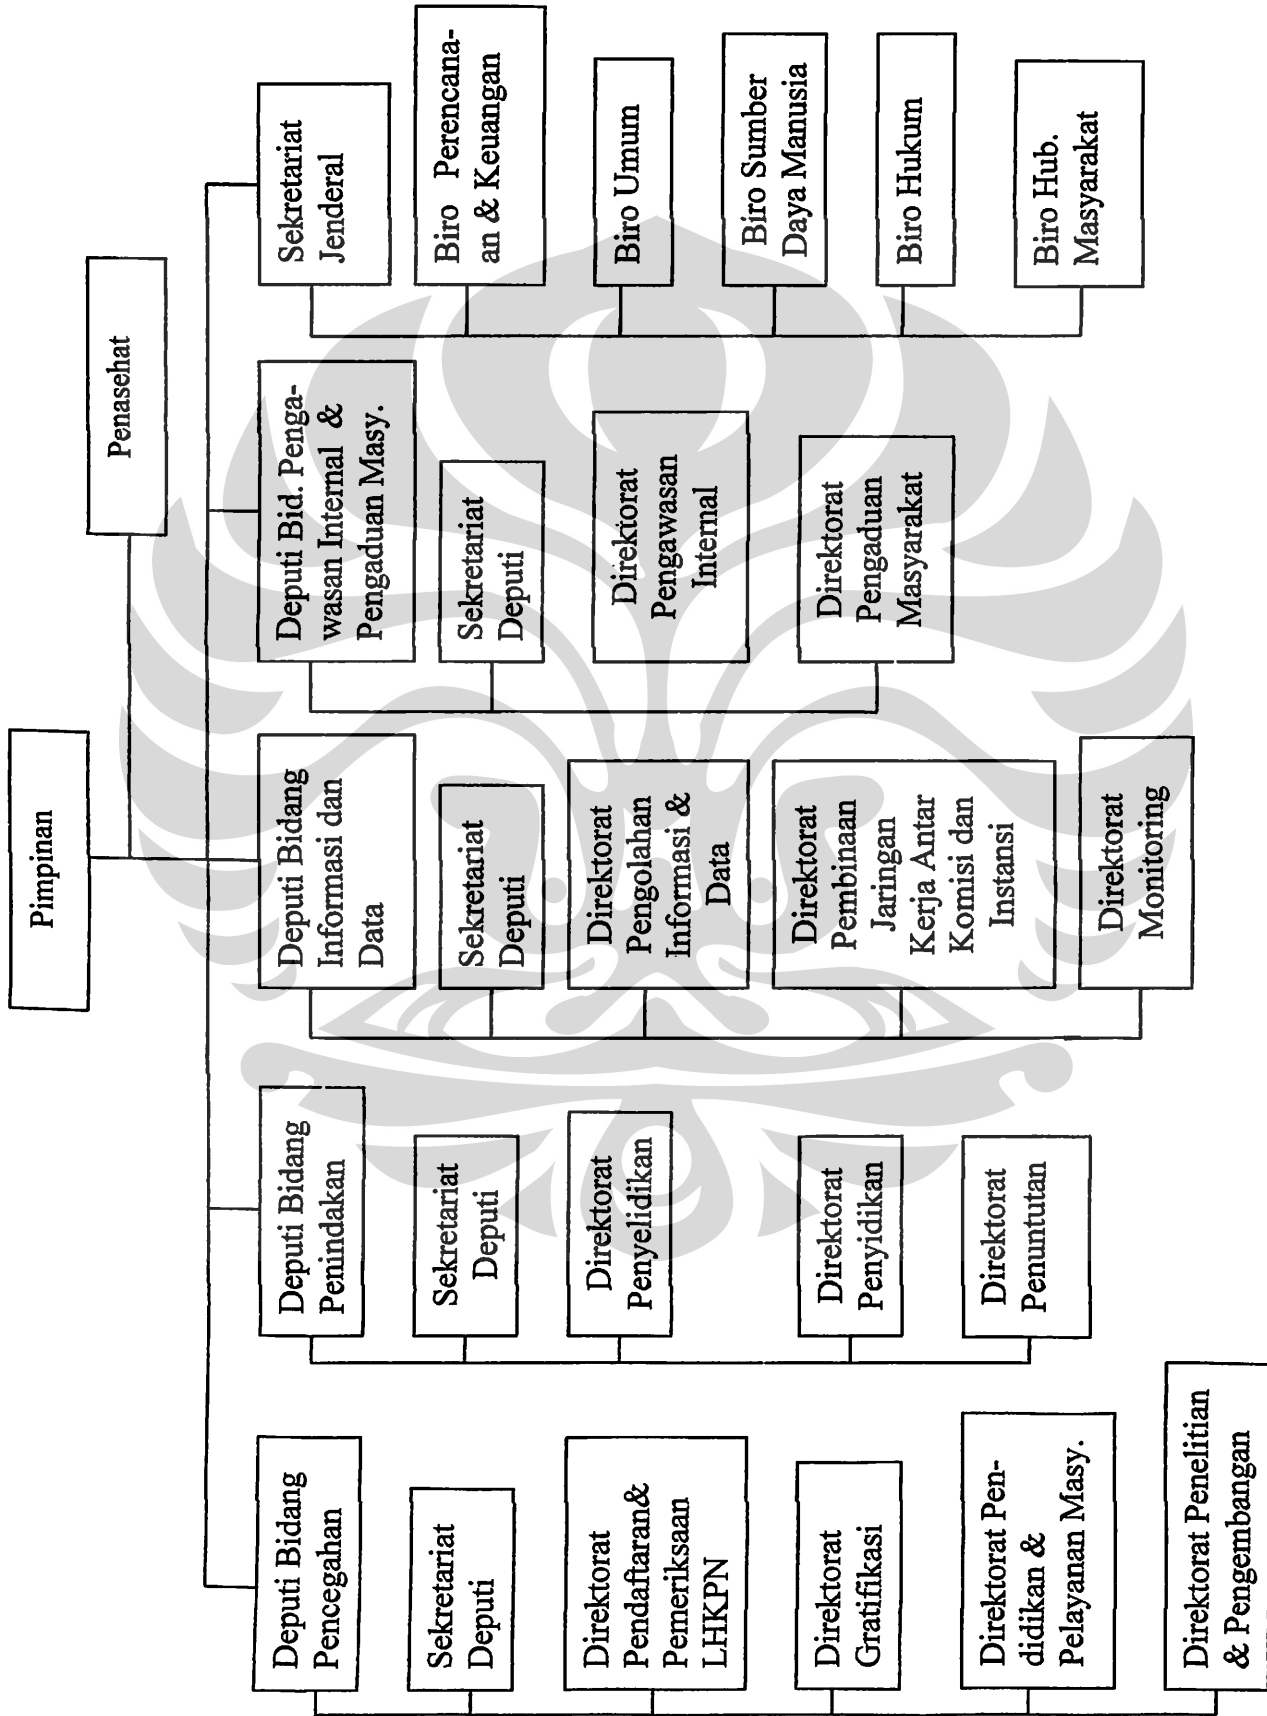 Pimpinan
Penasehat
Deputi Bidang
Pencegahan
Sekretariat
Deputi
Direktorat
Pendaftaran&
Pemeriksaan
LHKPN
Direktorat
Gratifikasi
Direktorat Pen-
didikan &
Pelayanan Masy.
Direktorat Penelitian
& Pengembangan
Deputi Bidang
Penindakan
Sekretariat
Deputi
Direktorat
Penyelidikan
Direktorat
Penyidikan
Direktorat
Penuntutan
Deputi Bidang
Informasi dan
Data
Sekretariat
Deputi
Direktorat
Pengolahan
Informasi &
Data
Direktorat
Pembinaan
Jaringan
Kerja Antar
Komisi dan
Instansi
Direktorat
Monitoring
Deputi Bid. Penga-
wasan Internal &
Pengaduan Masy.
Sekretariat
Deputi
Direktorat
Pengawasan
Internal
Direktorat
Pengaduan
Masyarakat
Sekretariat
Jenderal
Biro Perencana-
an & Keuangan
Biro Umum
Biro Sumber
Daya Manusia
Biro Hukum
Biro Hub.
Masyarakat